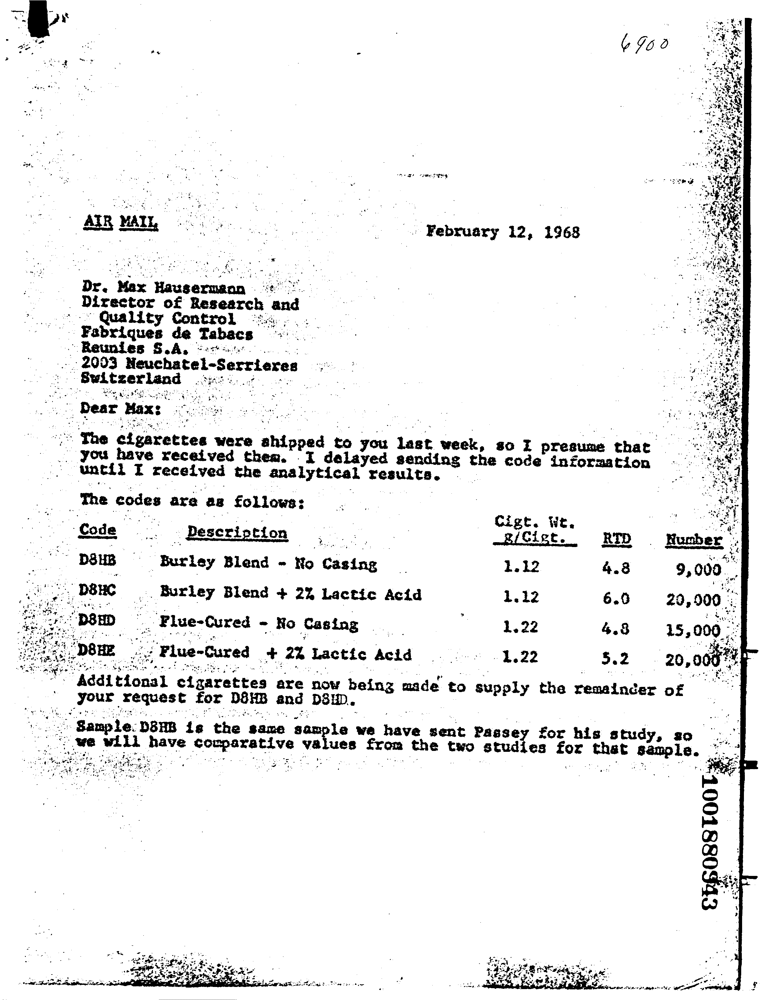 6900
AIR MAIL
February 12, 1968
Dr. Max Hausermann
Director of Research and
Quality Control
Fabriques de Tabacs
Reunies S.A.
2003 Neuchatel-Serrieres
Switzerland
Dear Max:
The cigarettes were shipped to you last week, so I presume that
you have received them. I delayed sending the code information
until I received the analytical results.
The codes are as follows:
Code Description Cigt. Wt. g/Cigt. RTD Number
D8HB Burley Blend - No Casing 1.12 4.8 9,000
D8HC Burley Blend + 2% Lactic Acid 1.12 6.0 20,000
D8HD Flue-Cured - No Casing 1.22 4.8 15,000
D8HE Flue-Cured + 2% Lactic Acid 1.22 5.2 20,000
Additional cigarettes are now being made to supply the remainder of
your request for D8HB and D8HD.
Sample D8HB is the same sample we have sent Passey for his study, so
we will have comparative values from the two studies for that sample.
1001880943